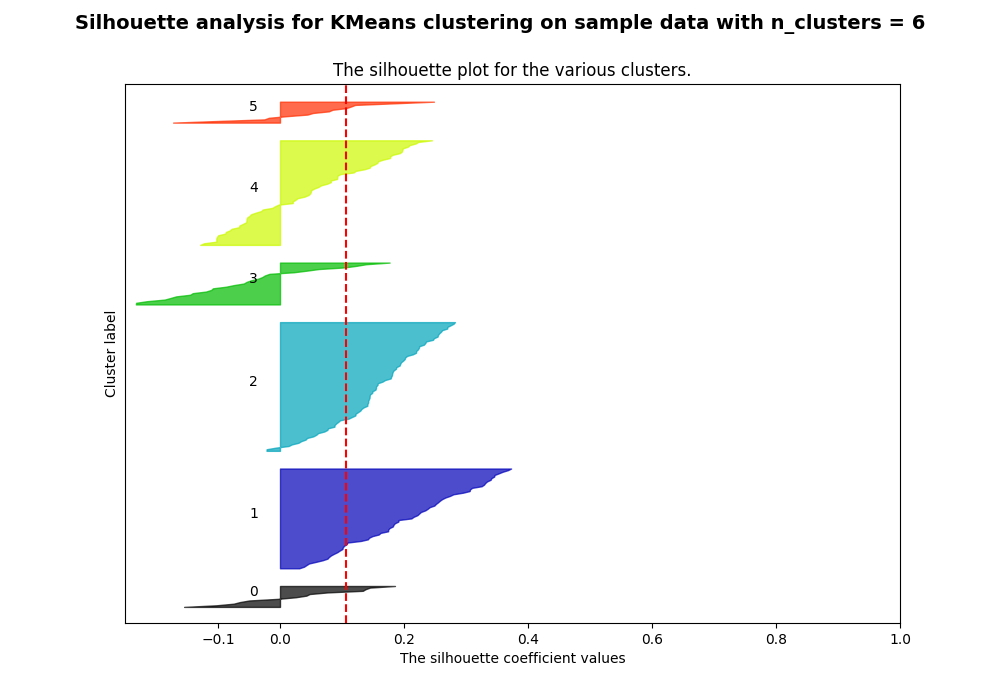 Silhouette analysis for KMeans clustering on sample data with n_clusters = 6
The silhouette plot for the various clusters.
5
4
3
2
1
0
Cluster label
−0.1 0.0 0.2 0.4 0.6 0.8 1.0
The silhouette coefficient values